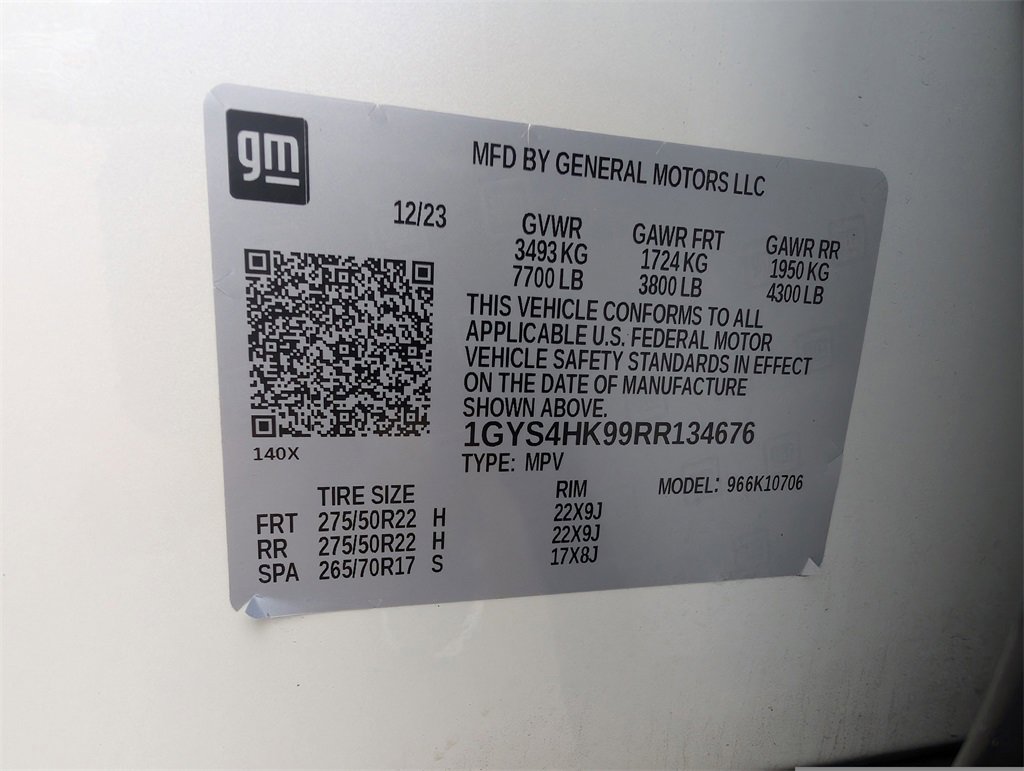 gm
MFD BY GENERAL MOTORS LLC
12/23
GVWR GAWR FRT GAWR RR
3493 KG 1724 KG 1950 KG
7700 LB 3800 LB 4300 LB
THIS VEHICLE CONFORMS TO ALL
APPLICABLE U.S. FEDERAL MOTOR
VEHICLE SAFETY STANDARDS IN EFFECT
ON THE DATE OF MANUFACTURE
SHOWN ABOVE.
1GYS4HK99RR134676
140X
TYPE: MPV
MODEL: 966K10706
TIRE SIZE RIM
FRT 275/50R22 H 22X9J
RR 275/50R22 H 22X9J
SPA 265/70R17 S 17X8J